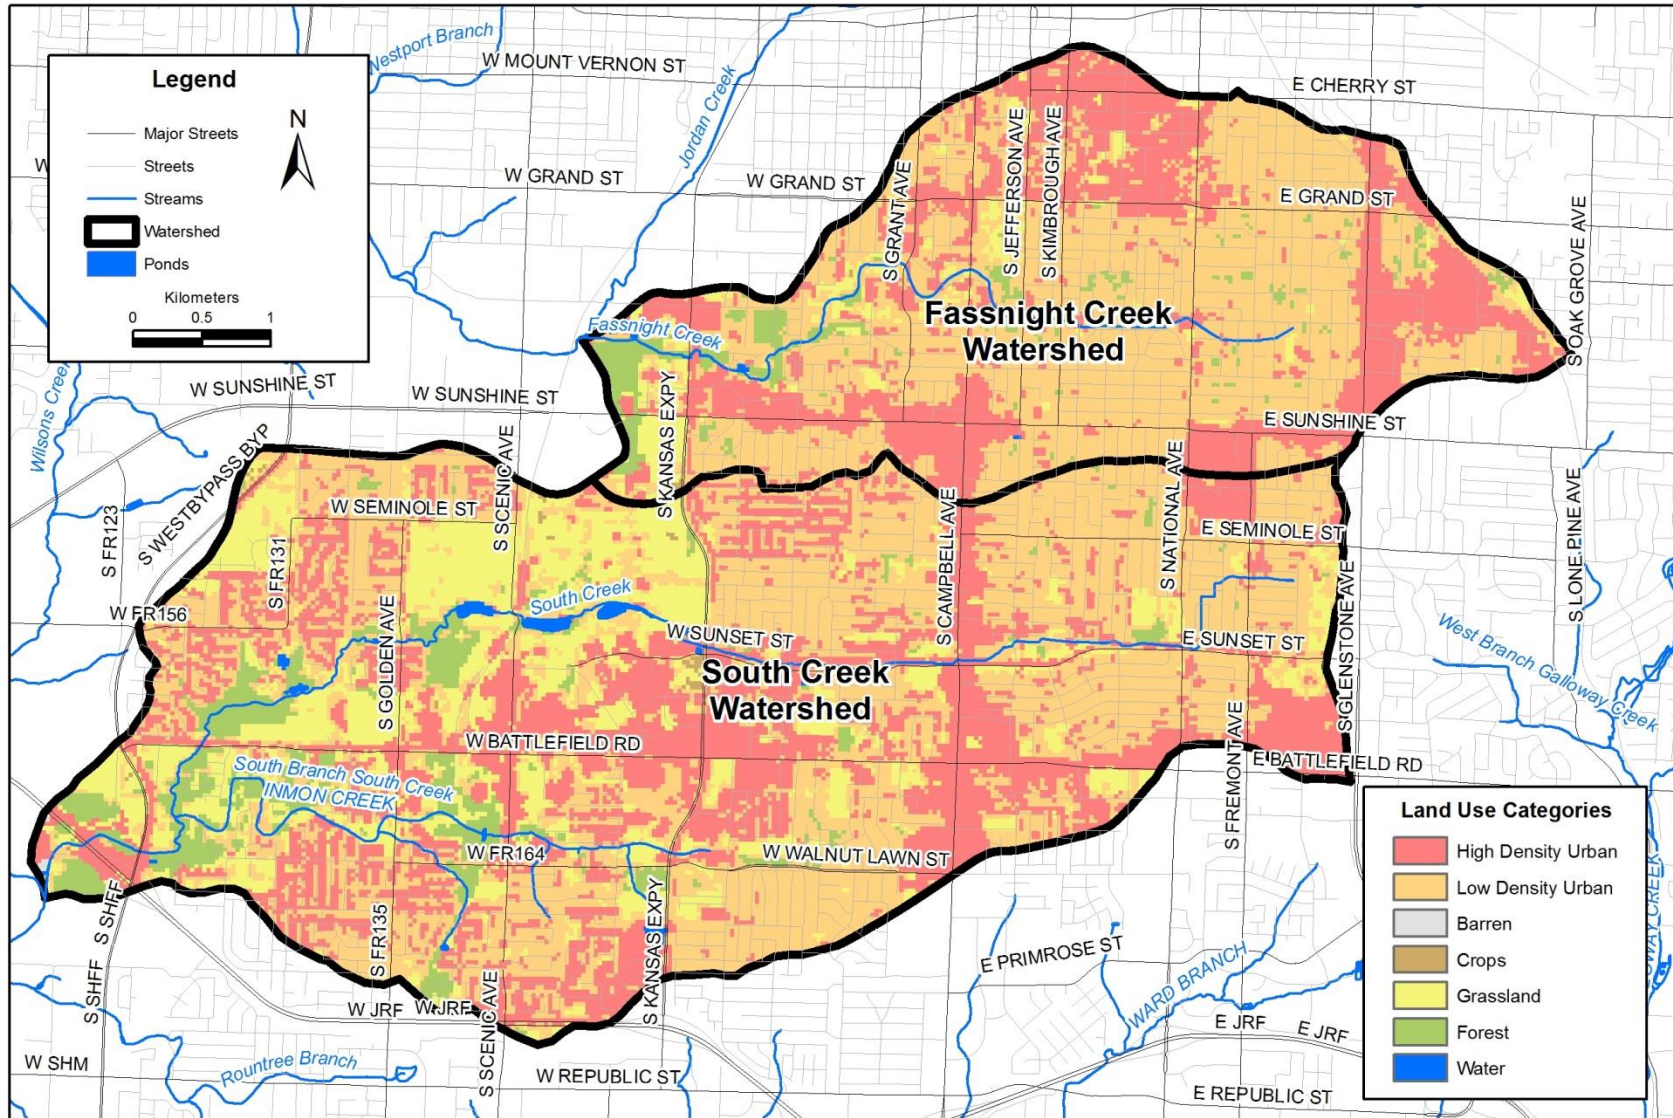 Legend
Major Streets
Streets
Streams
Watershed
Ponds
N
Kilometers
0 0.5 1
Westport Branch
W MOUNT VERNON ST
Jordan Creek
E CHERRY ST
W
W GRAND ST
W GRAND ST
S GRANT AVE
S JEFFERSON AVE
S KIMBROUGH AVE
E GRAND ST
S OAK GROVE AVE
Fassnight Creek
Fassnight Creek
Watershed
Wilsons Creek
W SUNSHINE ST
W SUNSHINE ST
S KANSAS EXPY
E SUNSHINE ST
S WESTBYPASS BYP
S SCENIC AVE
S FR123
W SEMINOLE ST
S FR131
S CAMPBELL AVE
S NATIONAL AVE
E SEMINOLE ST
S LONE PINE AVE
W FR156
S GOLDEN AVE
South Creek
W SUNSET ST
E SUNSET ST
S GLENSTONE AVE
West Branch Galloway Creek
South Creek
Watershed
W BATTLEFIELD RD
S FREMONT AVE
E BATTLEFIELD RD
South Branch South Creek
INMON CREEK
W FR164
W WALNUT LAWN ST
S SHFF
S SHFF
S FR135
S SCENIC AVE
S KANSAS EXPY
W JRF
W JRF
E PRIMROSE ST
WARD BRANCH
E JRF
E JRF
W SHM
Rountree Branch
W REPUBLIC ST
E REPUBLIC ST
OWAY CREEK
Land Use Categories
High Density Urban
Low Density Urban
Barren
Crops
Grassland
Forest
Water